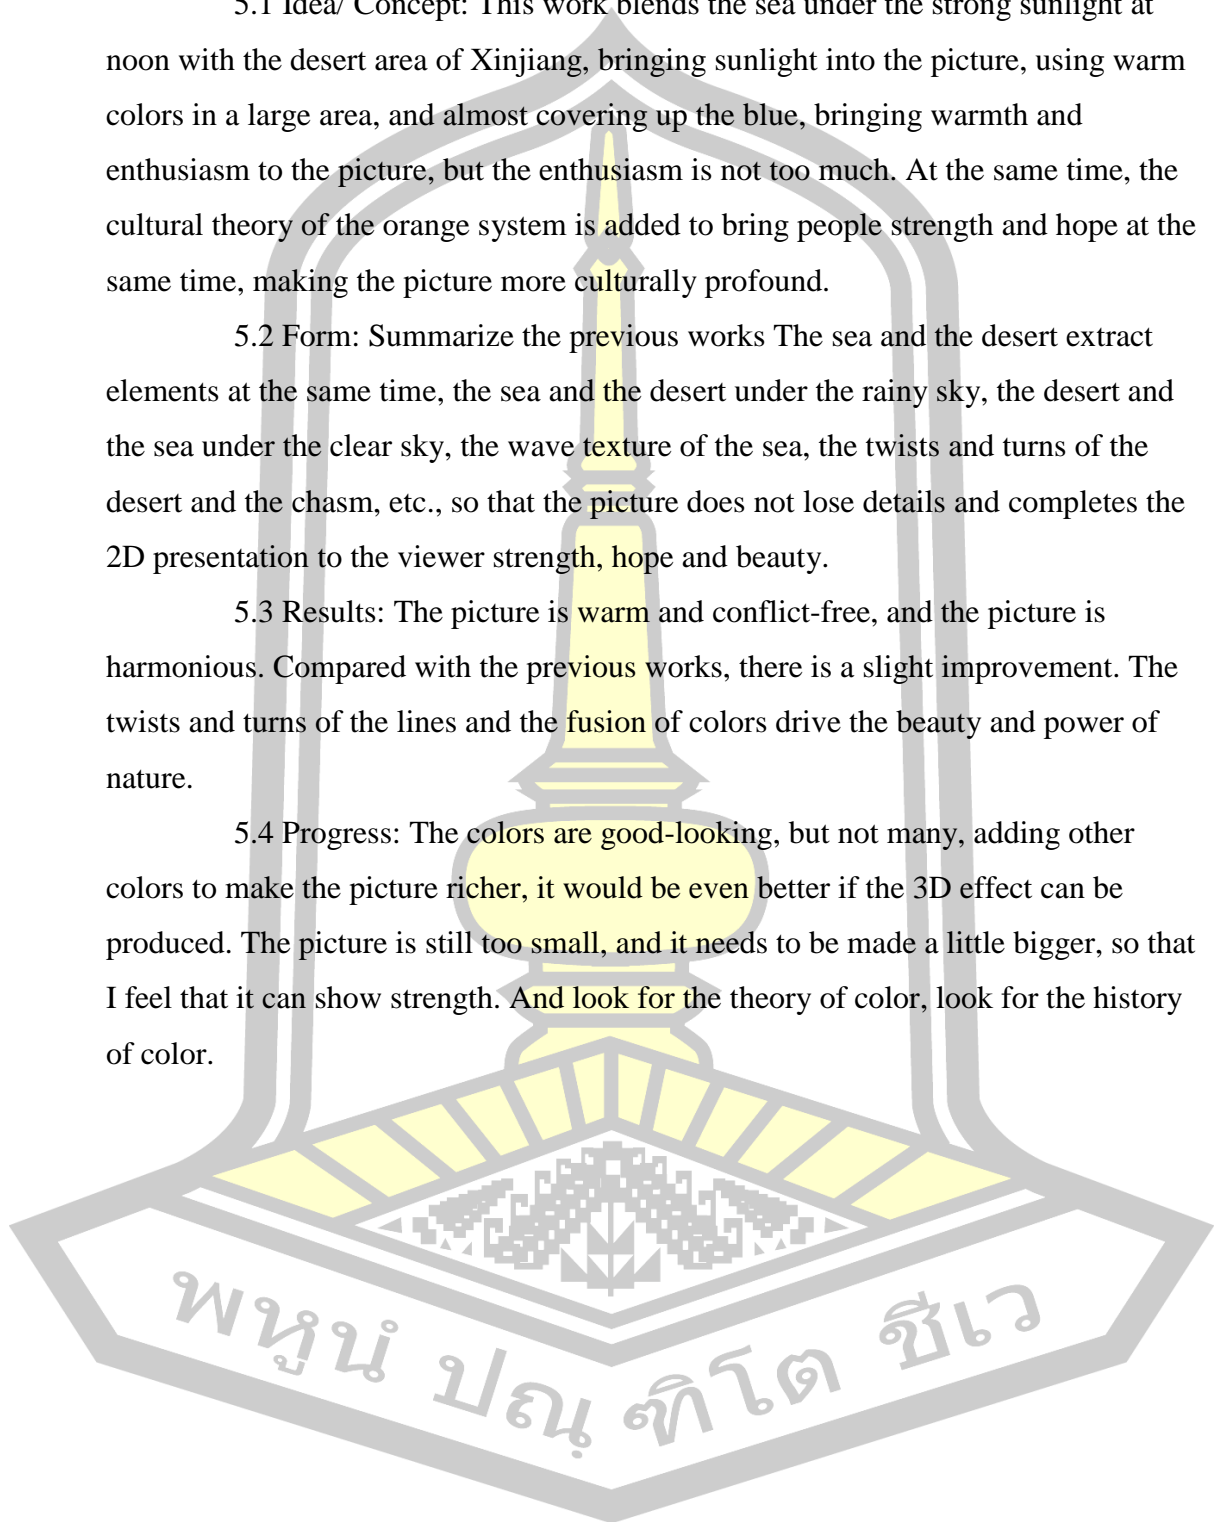 5.1 Idea/ Concept: This work blends the sea under the strong sunlight at
noon with the desert area of Xinjiang, bringing sunlight into the picture, using warm
colors in a large area, and almost covering up the blue, bringing warmth and
enthusiasm to the picture, but the enthusiasm is not too much. At the same time, the
cultural theory of the orange system is added to bring people strength and hope at the
same time, making the picture more culturally profound.
5.2 Form: Summarize the previous works The sea and the desert extract
elements at the same time, the sea and the desert under the rainy sky, the desert and
the sea under the clear sky, the wave texture of the sea, the twists and turns of the
desert and the chasm, etc., so that the picture does not lose details and completes the
2D presentation to the viewer strength, hope and beauty.
5.3 Results: The picture is warm and conflict-free, and the picture is
harmonious. Compared with the previous works, there is a slight improvement. The
twists and turns of the lines and the fusion of colors drive the beauty and power of
nature.
5.4 Progress: The colors are good-looking, but not many, adding other
colors to make the picture richer, it would be even better if the 3D effect can be
produced. The picture is still too small, and it needs to be made a little bigger, so that
I feel that it can show strength. And look for the theory of color, look for the history
of color.
พหูนํ ปณฺ ฑิโต ชีเว